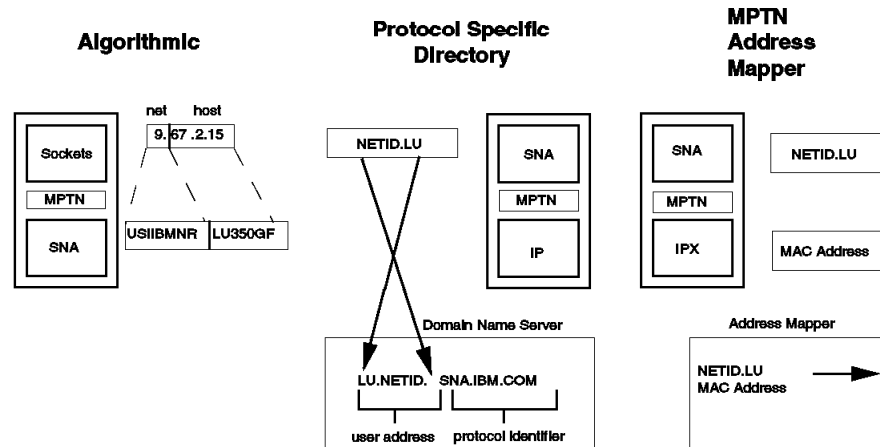 Algorithmic
Protocol Specific
Directory
MPTN
Address
Mapper
net host
9.67.2.15
Sockets
MPTN
SNA
USIIBMNR LU350GF
NETID.LU
SNA
MPTN
IP
SNA
MPTN
IPX
NETID.LU
MAC Address
Domain Name Server
LU.NETID. SNA.IBM.COM
user address protocol identifier
Address Mapper
NETID.LU
MAC Address